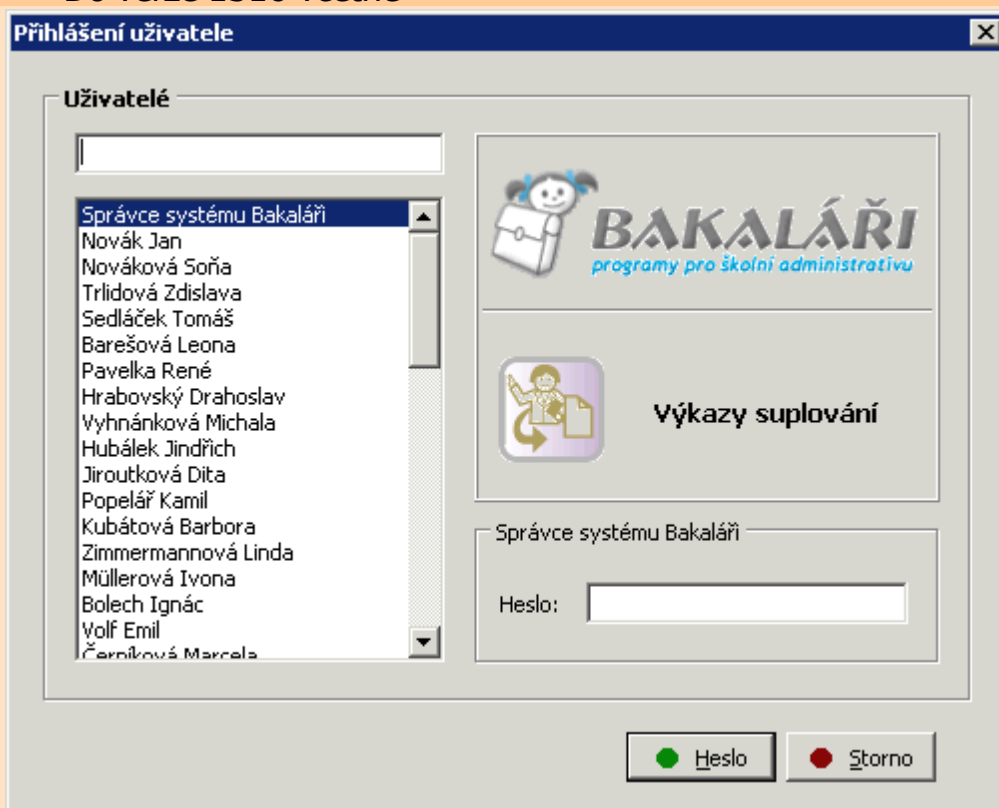 Přihlášení uživatele
Uživatelé
Správce systému Bakaláři
Novák Jan
Nováková Soňa
Trlidová Zdislava
Sedláček Tomáš
Barešová Leona
Pavelka René
Hrabovský Drahoslav
Vyhnánková Michala
Hubálek Jindřich
Jiroutková Dita
Popelář Kamil
Kubátová Barbora
Zimmermannová Linda
Müllerová Ivona
Bolech Ignác
Volf Emil
Černíková Marcela
BAKALÁŘI
programy pro školní administrativu
Výkazy suplování
Správce systému Bakaláři
Heslo:
Heslo
Storno